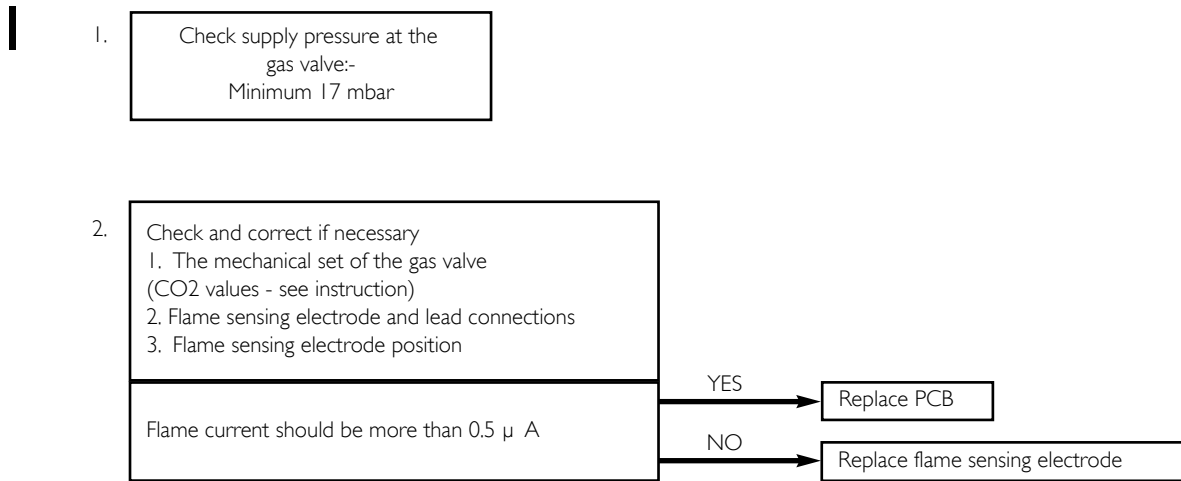 1.
Check supply pressure at the
gas valve:-
Minimum 17 mbar
2.
Check and correct if necessary
1. The mechanical set of the gas valve
(CO2 values - see instruction)
2. Flame sensing electrode and lead connections
3. Flame sensing electrode position
Flame current should be more than 0.5 µ A
YES
Replace PCB
NO
Replace flame sensing electrode